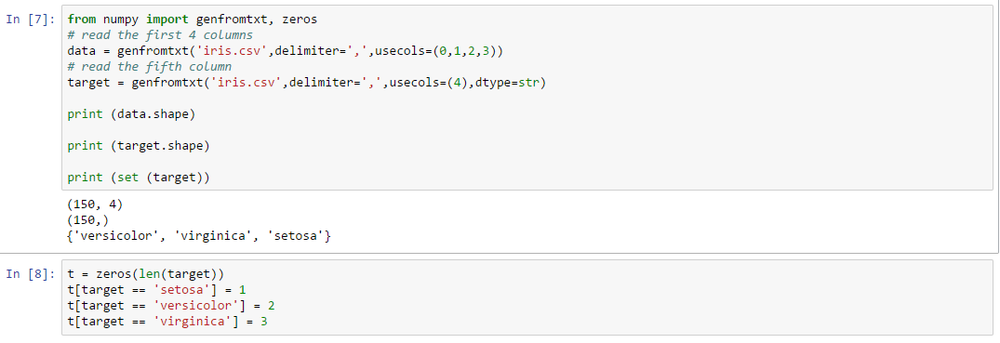 In [7]: from numpy import genfromtxt, zeros
# read the first 4 columns
data = genfromtxt('iris.csv',delimiter=',',usecols=(0,1,2,3))
# read the fifth column
target = genfromtxt('iris.csv',delimiter=',',usecols=(4),dtype=str)
print (data.shape)
print (target.shape)
print (set (target))
(150, 4)
(150,)
{'versicolor', 'virginica', 'setosa'}
In [8]: t = zeros(len(target))
t[target == 'setosa'] = 1
t[target == 'versicolor'] = 2
t[target == 'virginica'] = 3